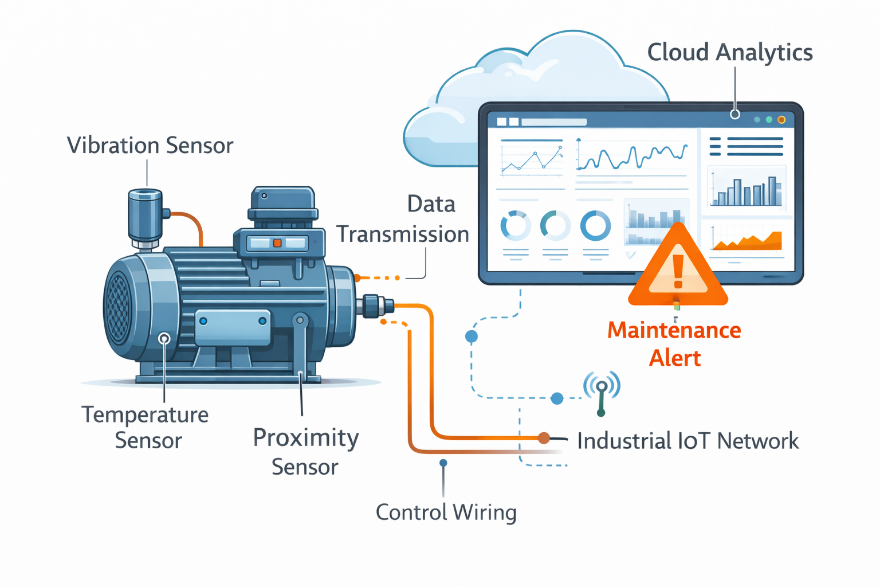 Cloud Analytics
Vibration Sensor
Data
Transmission
Maintenance
Alert
Temperature
Sensor
Proximity
Sensor
Industrial IoT Network
Control Wiring